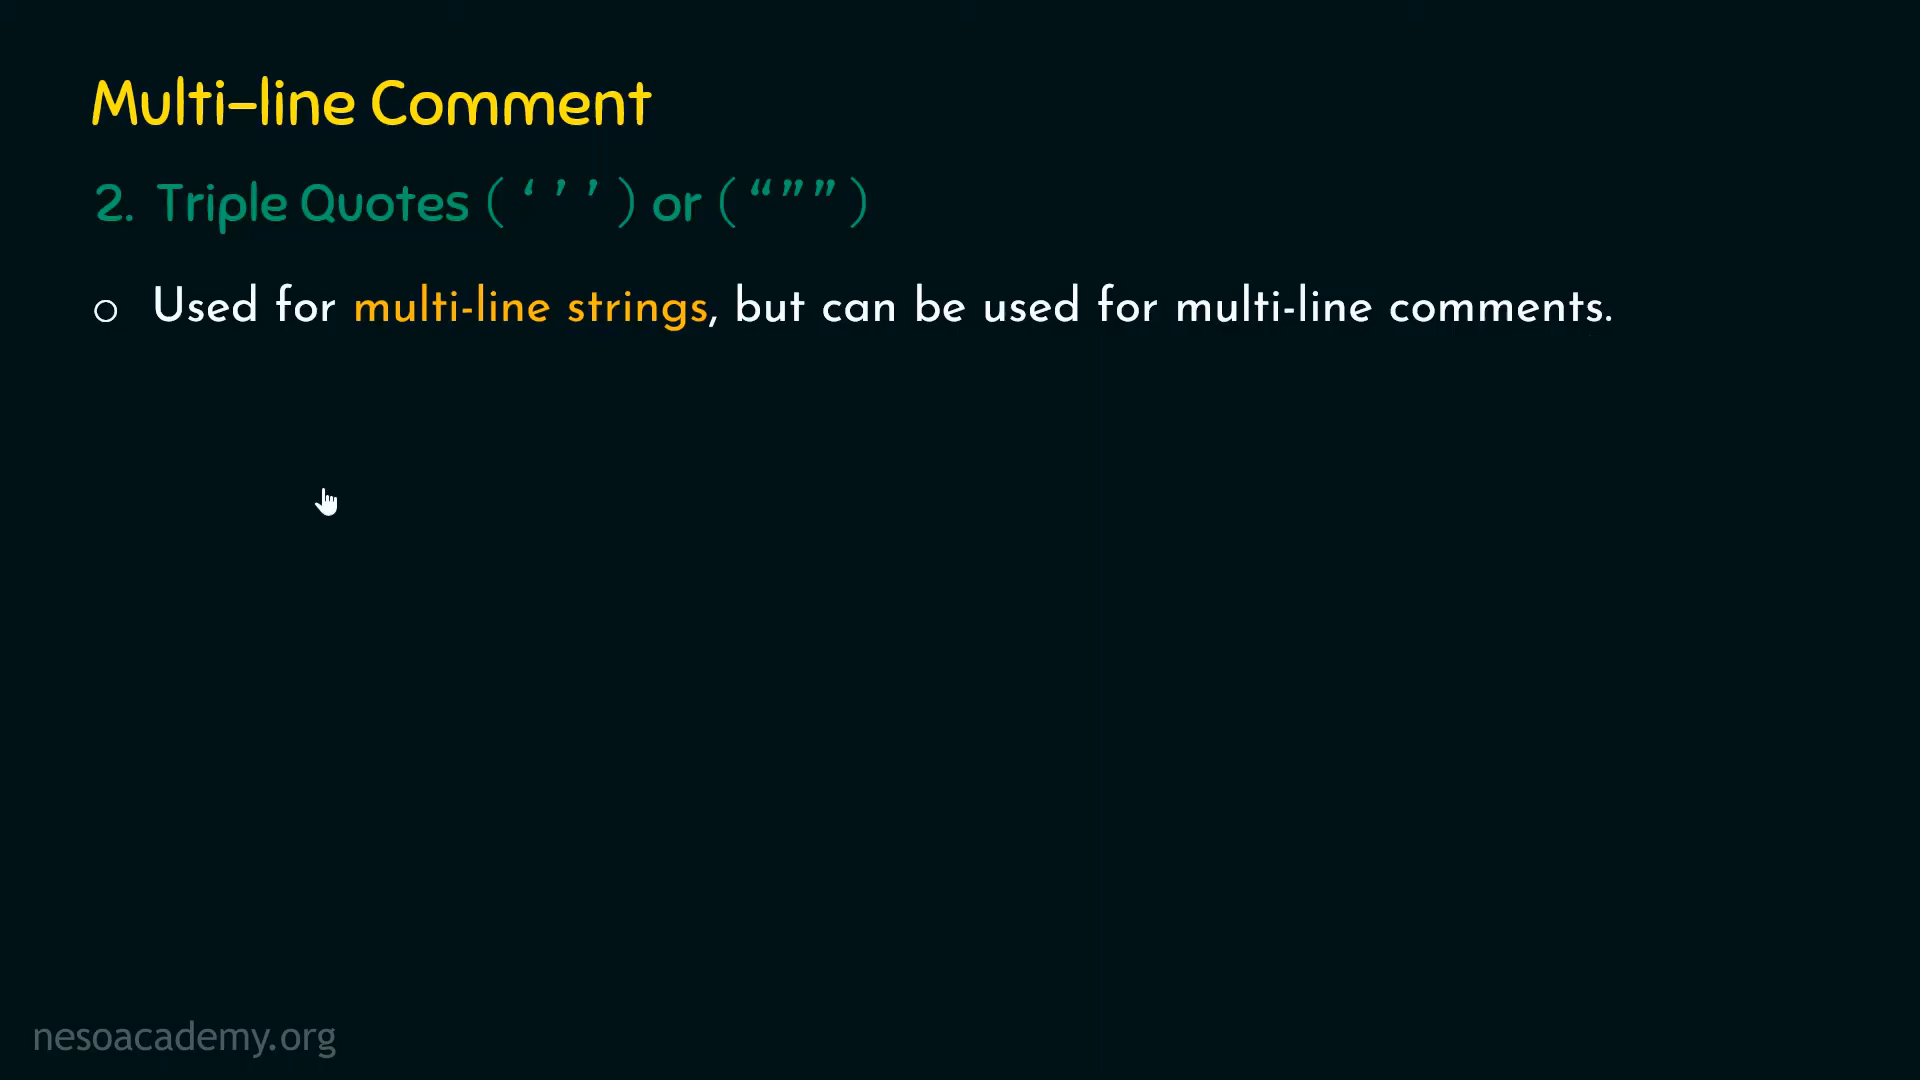 Multi-line Comment
2. Triple Quotes (‘’’) or (“””)
○ Used for multi-line strings, but can be used for multi-line comments.
nesoacademy.org